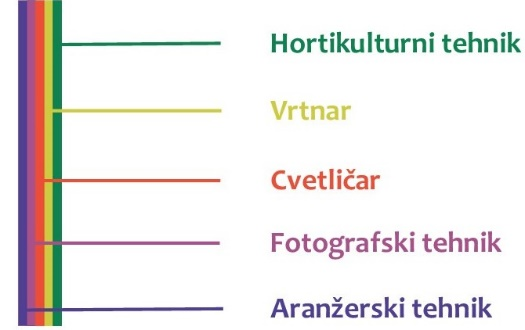 Hortikulturni tehnik
Vrtnar
Cvetličar
Fotografski tehnik
Aranžerski tehnik